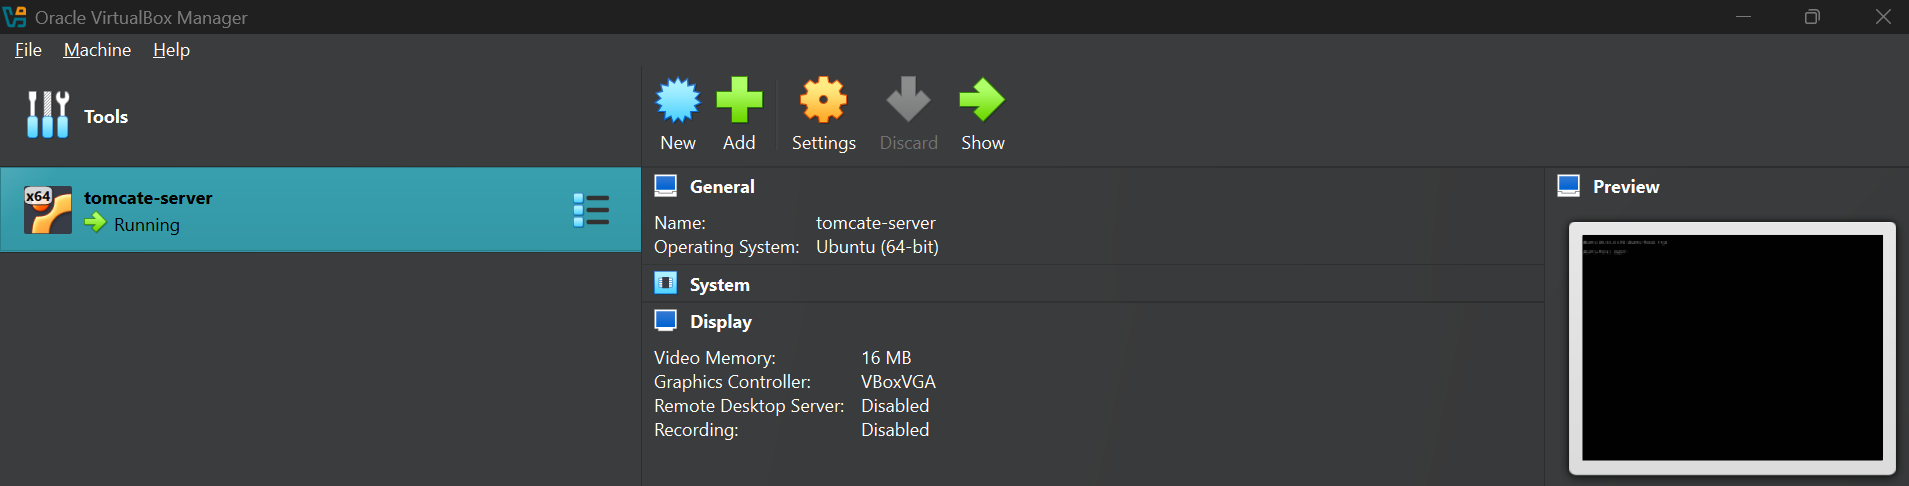 Oracle VirtualBox Manager
File Machine Help
Tools
New Add Settings Discard Show
x64
tomcate-server
Running
General
Name: tomcate-server
Operating System: Ubuntu (64-bit)
System
Display
Video Memory: 16 MB
Graphics Controller: VBoxVGA
Remote Desktop Server: Disabled
Recording: Disabled
Preview